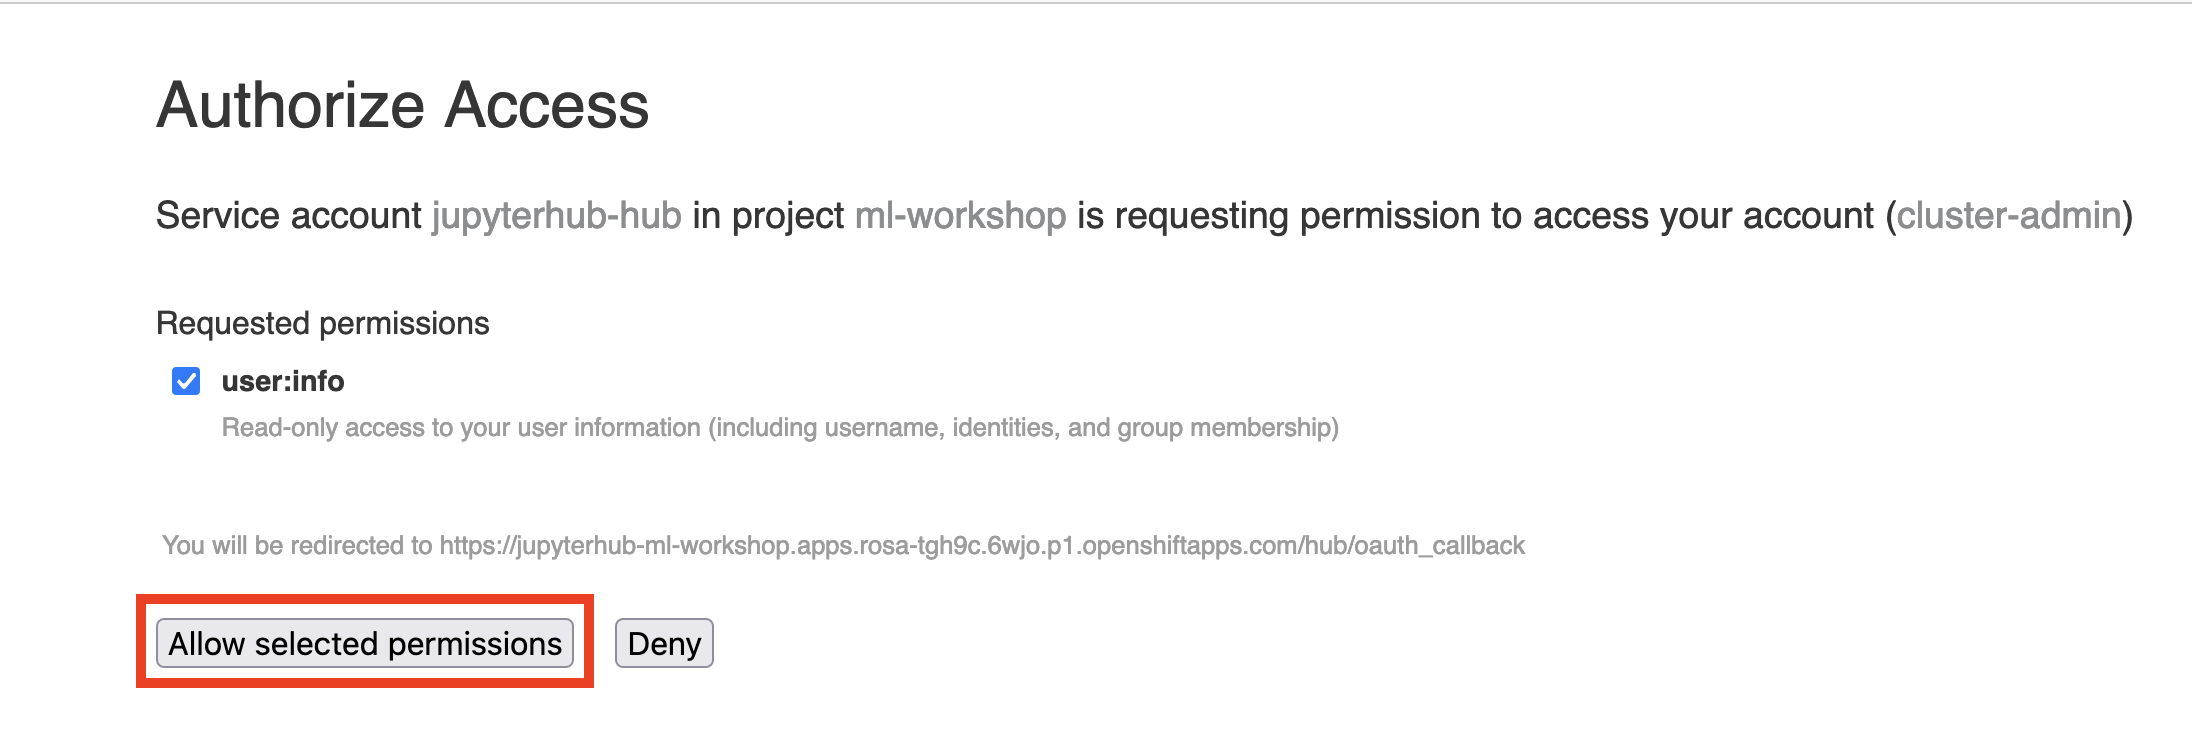 Authorize Access
Service account jupyterhub-hub in project ml-workshop is requesting permission to access your account (cluster-admin)
Requested permissions
user:info
Read-only access to your user information (including username, identities, and group membership)
You will be redirected to https://jupyterhub-ml-workshop.apps.rosa-tgh9c.6wjo.p1.openshiftapps.com/hub/oauth_callback
Allow selected permissions Deny